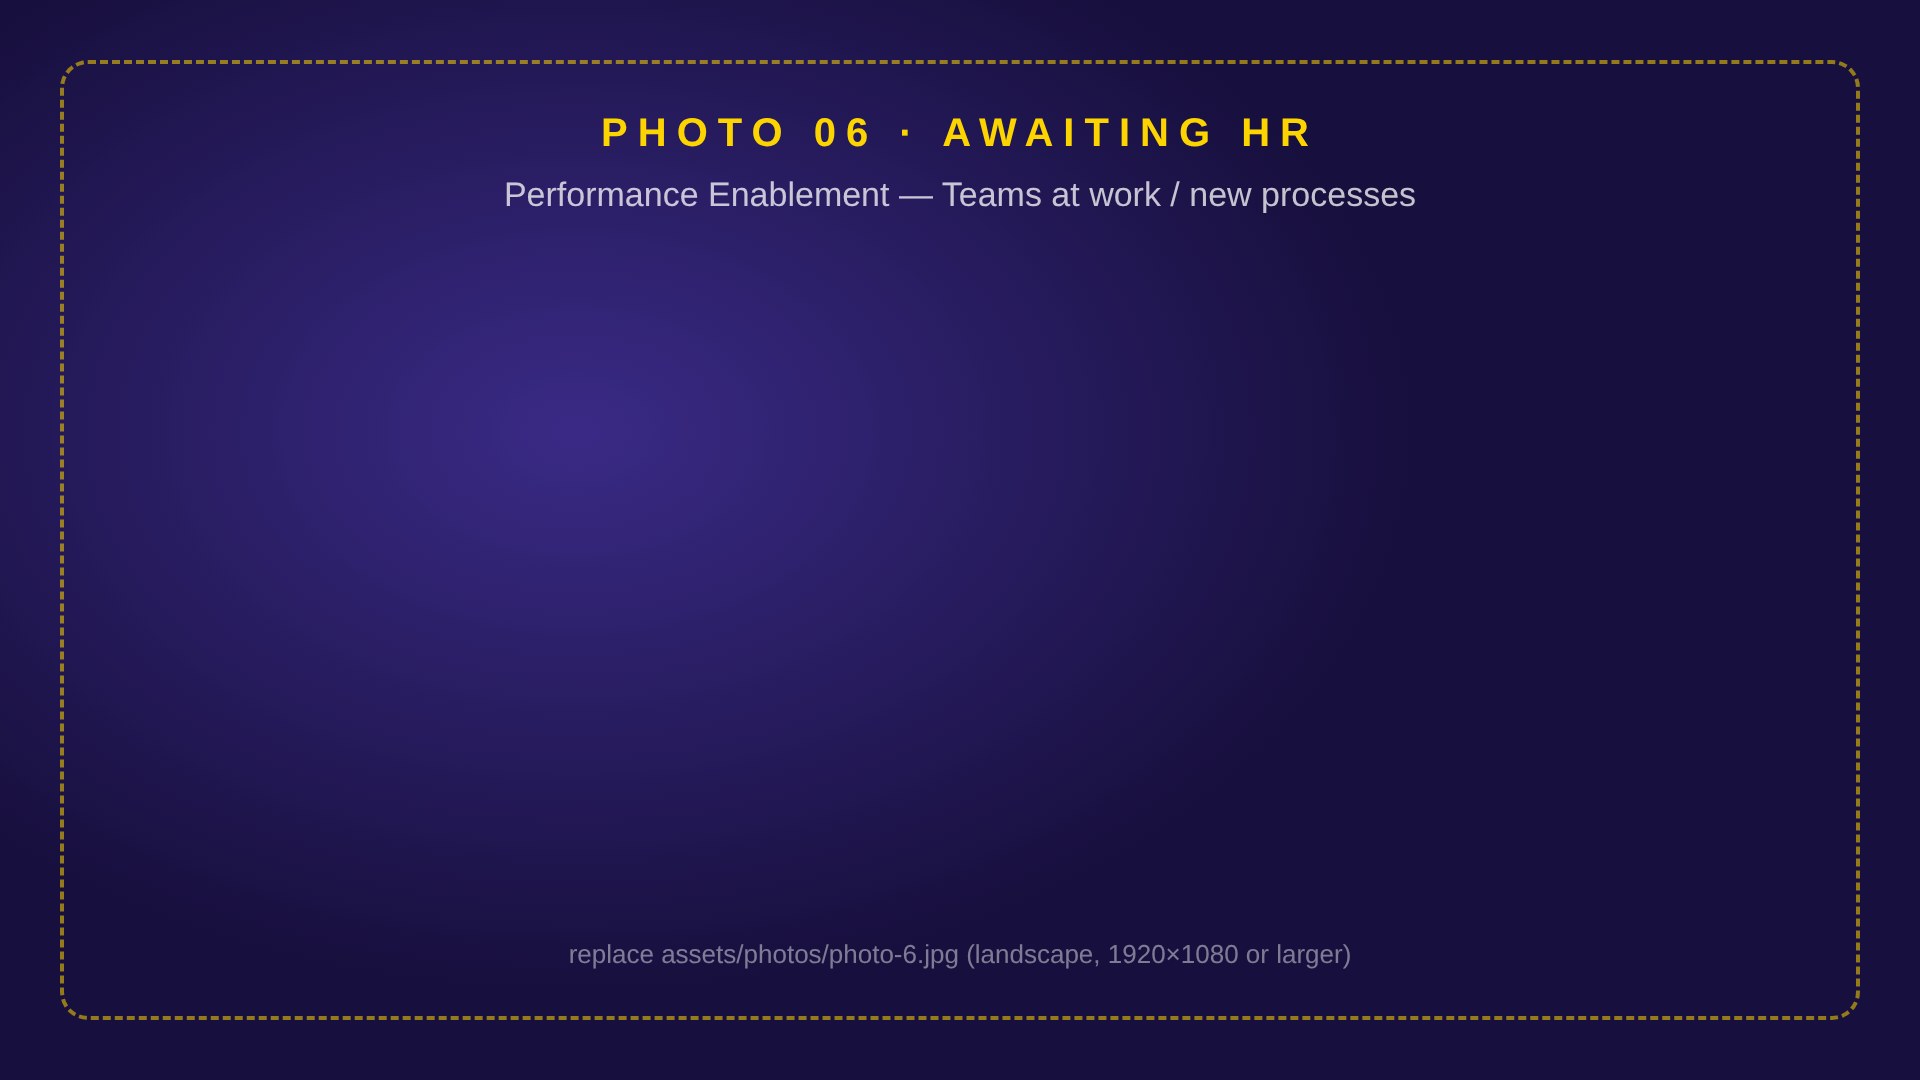 PHOTO 06 · AWAITING HR
Performance Enablement — Teams at work / new processes
replace assets/photos/photo-6.jpg (landscape, 1920×1080 or larger)